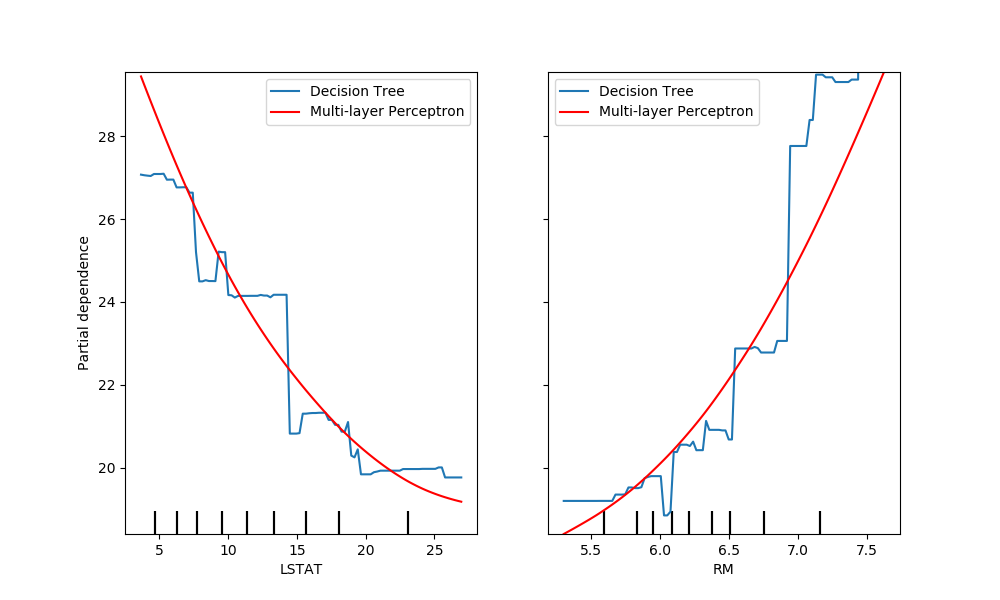 Decision Tree
Multi-layer Perceptron
Decision Tree
Multi-layer Perceptron
28
26
24
22
20
Partial dependence
5 10 15 20 25
LSTAT
5.5 6.0 6.5 7.0 7.5
RM